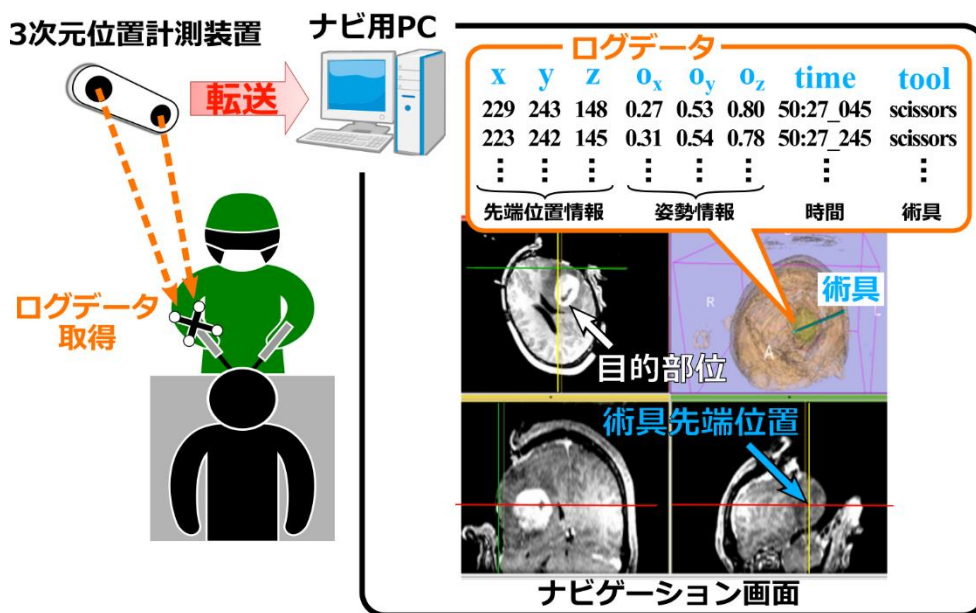 3次元位置計測装置
ナビ用PC
転送
ログデータ
x y z ox oy oz time tool
229 243 148 0.27 0.53 0.80 50:27_045 scissors
223 242 145 0.31 0.54 0.78 50:27_245 scissors
先端位置情報 姿勢情報 時間 術具
ログデータ
取得
R
術具
A
目的部位
術具先端位置
ナビゲーション画面